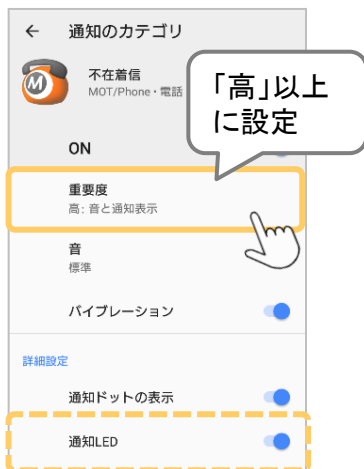 ← 通知のカテゴリ
不在着信
MOT/Phone・電話
「高」以上
に設定
ON
重要度
高: 音と通知表示
音
標準
バイブレーション
詳細設定
通知ドットの表示
通知LED